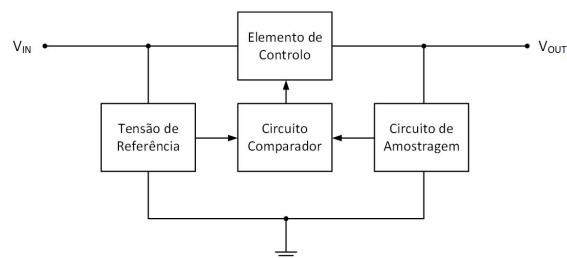 Elemento de
Controlo
V_IN
V_OUT
Tensão de
Referência
Circuito
Comparador
Circuito de
Amostragem